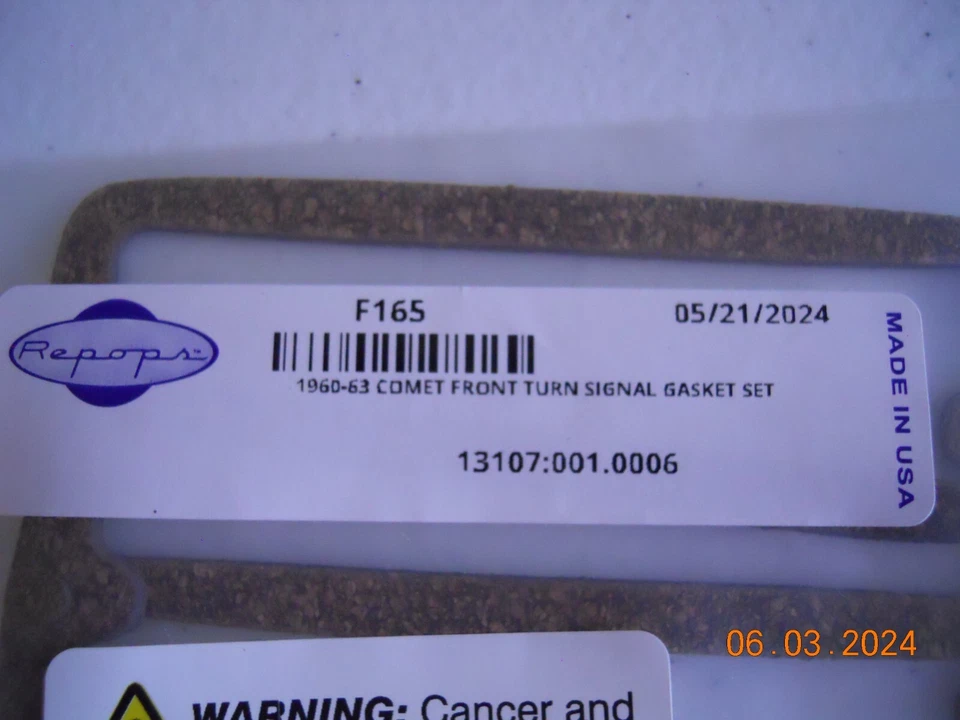 F165
05/21/2024
Repops™
1960-63 COMET FRONT TURN SIGNAL GASKET SET
13107:001.0006
MADE IN USA
WARNING: Cancer and
06.03.2024